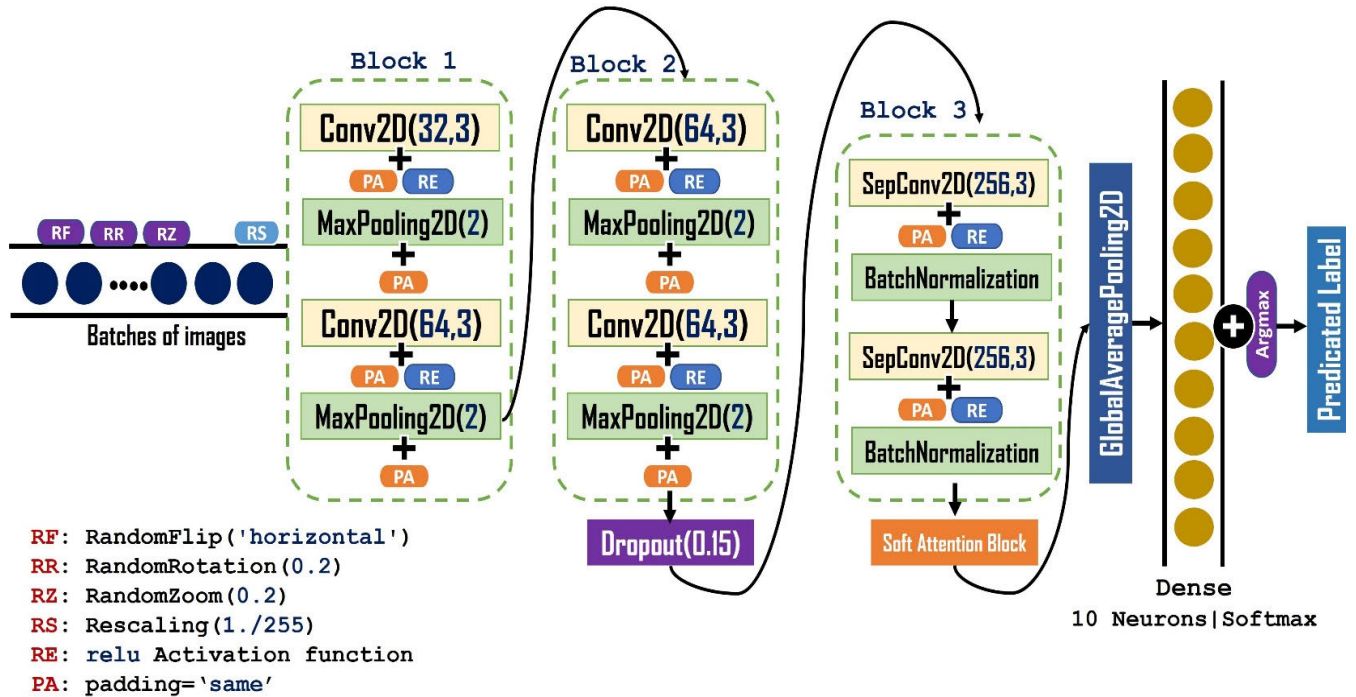 RF
RR
RZ
RS
Batches of images
Block 1
Conv2D(32,3)
+
PA RE
MaxPooling2D(2)
+
PA
Conv2D(64,3)
+
PA RE
MaxPooling2D(2)
+
PA
Block 2
Conv2D(64,3)
+
PA RE
MaxPooling2D(2)
+
PA
Conv2D(64,3)
+
PA RE
MaxPooling2D(2)
+
PA
Dropout(0.15)
Block 3
SepConv2D(256,3)
+
PA RE
BatchNormalization
SepConv2D(256,3)
+
PA RE
BatchNormalization
Soft Attention Block
GlobalAveragePooling2D
Dense
10 Neurons|Softmax
+
Argmax
Predicated Label
RF: RandomFlip('horizontal')
RR: RandomRotation(0.2)
RZ: RandomZoom(0.2)
RS: Rescaling(1./255)
RE: relu Activation function
PA: padding=‘same’